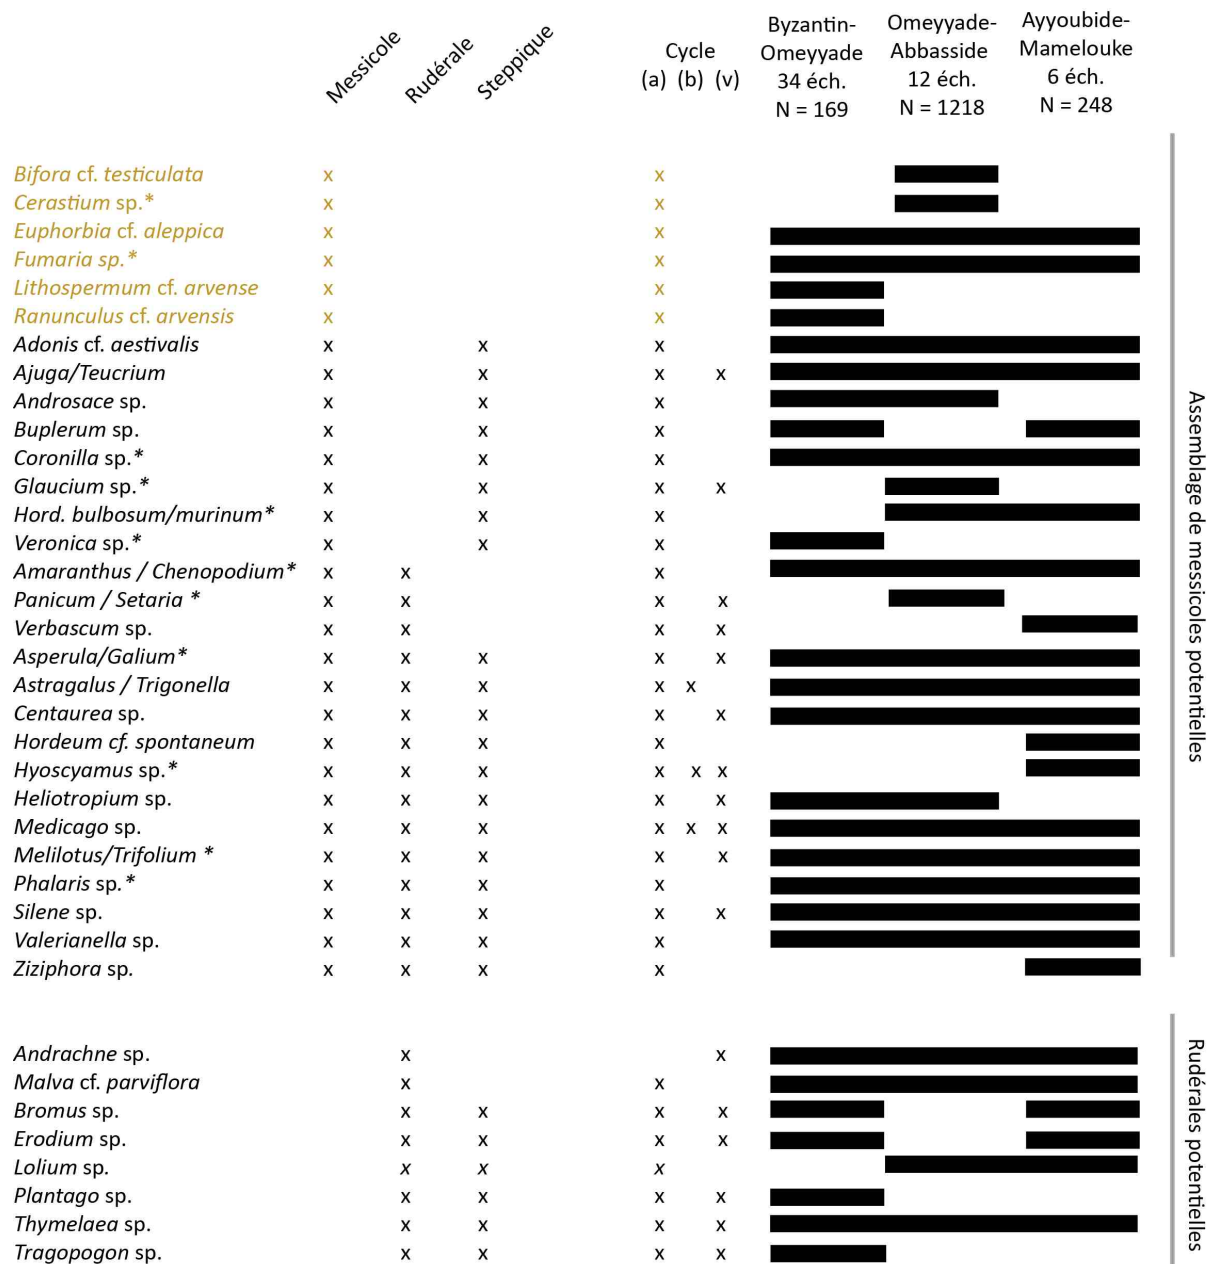 Messicole Rudérale Steppique
Cycle
(a) (b) (v)
Byzantin-
Omeyyade
34 éch.
N = 169
Omeyyade-
Abbasside
12 éch.
N = 1218
Ayyoubide-
Mamelouke
6 éch.
N = 248
Bifora cf. testiculata x x
Cerastium sp.* x x
Euphorbia cf. aleppica x x
Fumaria sp.* x x
Lithospermum cf. arvense x x
Ranunculus cf. arvensis x x
Adonis cf. aestivalis x x x
Ajuga/Teucrium x x x x
Androsace sp. x x x
Buplerum sp. x x x
Coronilla sp.* x x x
Glaucium sp.* x x x x
Hord. bulbosum/murinum* x x x
Veronica sp.* x x x
Amaranthus / Chenopodium* x x x
Panicum / Setaria * x x x x
Verbascum sp. x x x x
Asperula/Galium* x x x x x
Astragalus / Trigonella x x x x x
Centaurea sp. x x x x x
Hordeum cf. spontaneum x x x x
Hyoscyamus sp.* x x x x x x
Heliotropium sp. x x x x x
Medicago sp. x x x x x x
Melilotus/Trifolium * x x x x x
Phalaris sp.* x x x x
Silene sp. x x x x x
Valerianella sp. x x x x
Ziziphora sp. x x x x
Assemblage de messicoles potentielles
Andrachne sp. x x
Malva cf. parviflora x x
Bromus sp. x x x x
Erodium sp. x x x x
Lolium sp. x x x
Plantago sp. x x x x
Thymelaea sp. x x x x
Tragopogon sp. x x x x
Rudérales potentielles